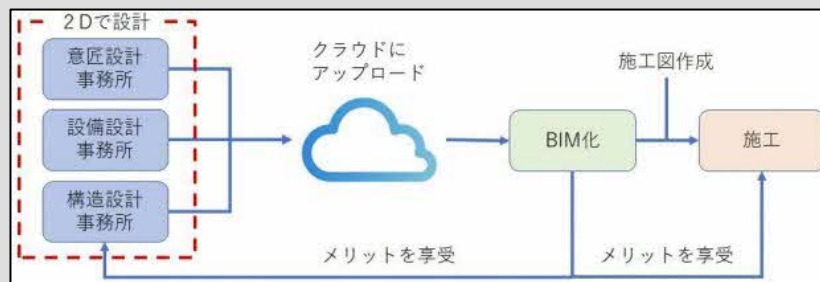 2Dで設計
意匠設計
事務所
設備設計
事務所
構造設計
事務所
クラウドに
アップロード
BIM化
施工図作成
施工
メリットを享受
メリットを享受